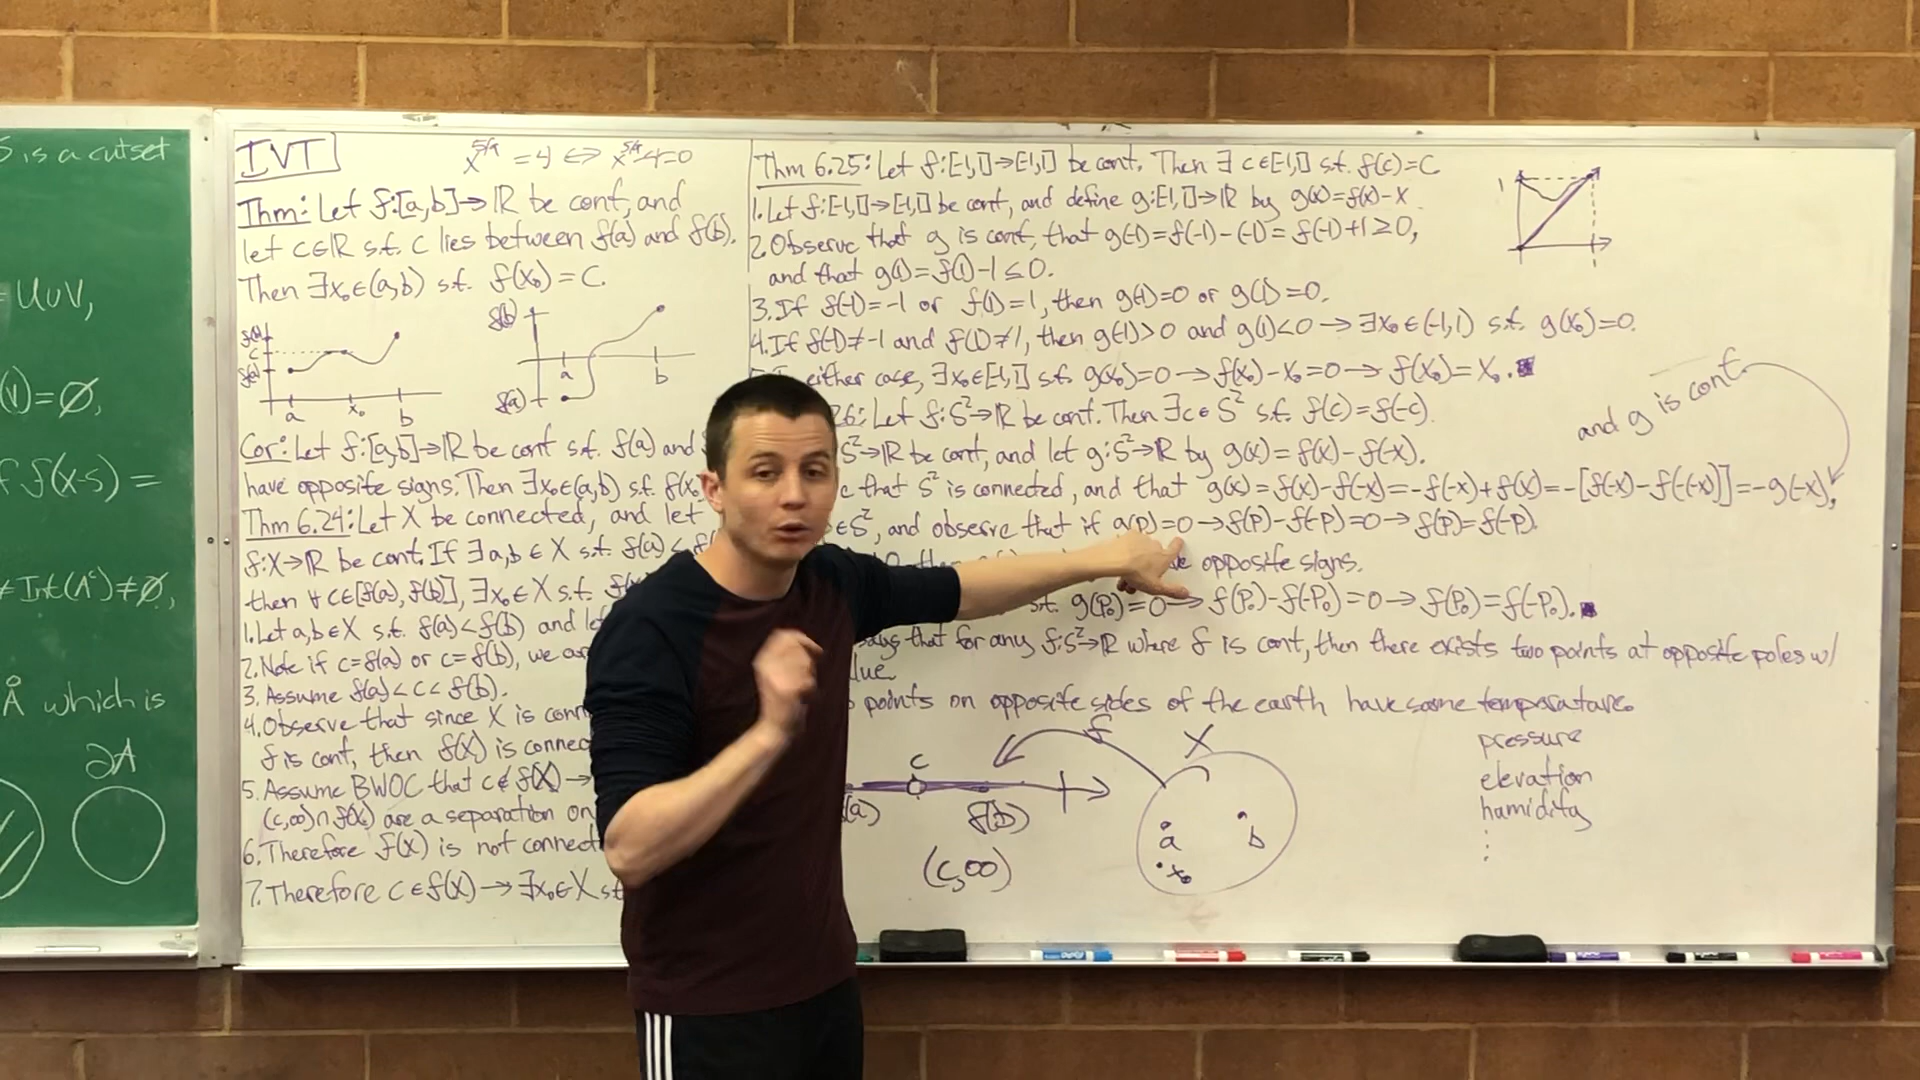 S is a cutset
= U∪V,
(V)=∅,
f f(x-s) =
≠ Int(Aᶜ)≠∅,
Å which is
∂A
IVT
x^(5/4) = 4 ⟺ x^(5/4)-4=0
Thm: Let f:[a,b]→ℝ be cont, and
let c∈ℝ s.t. c lies between f(a) and f(b).
Then ∃x₀∈(a,b) s.t. f(x₀)=c.
f(b)
c
f(a)
a
x₀
b
f(b)
f(a)
a
b
Cor: Let f:[a,b]→ℝ be cont s.t. f(a) and
have opposite signs. Then ∃x₀∈(a,b) s.t. f(x₀
Thm 6.24: Let X be connected, and let
f:X→ℝ be cont. If ∃a,b∈X s.t. f(a)<f(
then ∀c∈[f(a),f(b)], ∃x₀∈X s.t. f(x
1. Let a,b∈X s.t. f(a)<f(b) and let
2. Note if c=f(a) or c=f(b), we are
3. Assume f(a)<c<f(b).
4. Observe that since X is conn
f is cont, then f(X) is connec
5. Assume BWOC that c∉f(X) →
(c,∞)∩f(X) are a separation on
6. Therefore f(X) is not connect
7. Therefore c∈f(X) → ∃x₀∈X s.t
Thm 6.25: Let f:[-1,1]→[-1,1] be cont. Then ∃ c∈[-1,1] s.t. f(c)=c
1. Let f:[-1,1]→[-1,1] be cont, and define g:[-1,1]→ℝ by g(x)=f(x)-x.
2. Observe that g is cont, that g(-1)=f(-1)-(-1)=f(-1)+1≥0,
and that g(1)=f(1)-1≤0.
3. If f(-1)=-1 or f(1)=1, then g(-1)=0 or g(1)=0.
4. If f(-1)≠-1 and f(1)≠1, then g(-1)>0 and g(1)<0 → ∃x₀∈(-1,1) s.t. g(x₀)=0.
either case, ∃x₀∈[-1,1] s.t. g(x₀)=0 → f(x₀)-x₀=0 → f(x₀)=x₀. ■
26: Let f:S²→ℝ be cont. Then ∃c∈S² s.t. f(c)=f(-c).
S²→ℝ be cont, and let g:S²→ℝ by g(x)=f(x)-f(-x).
that S² is connected, and that g(x)=f(x)-f(-x)=-f(-x)+f(x)=-[f(-x)-f(-(-x))]=-g(-x),
and g is cont.
∈S², and observe that if g(p)=0→f(p)-f(-p)=0→f(p)=f(-p).
opposite signs.
s.t. g(p₀)=0→ f(p₀)-f(-p₀)=0→ f(p₀)=f(-p₀). ■
says that for any f:S²→ℝ where f is cont, then there exists two points at opposite poles w/
lue
points on opposite sides of the earth have same temperature.
pressure
elevation
humidity
⋮
1
c
(a)
f(b)
(c,∞)
f
X
a
b
x₀